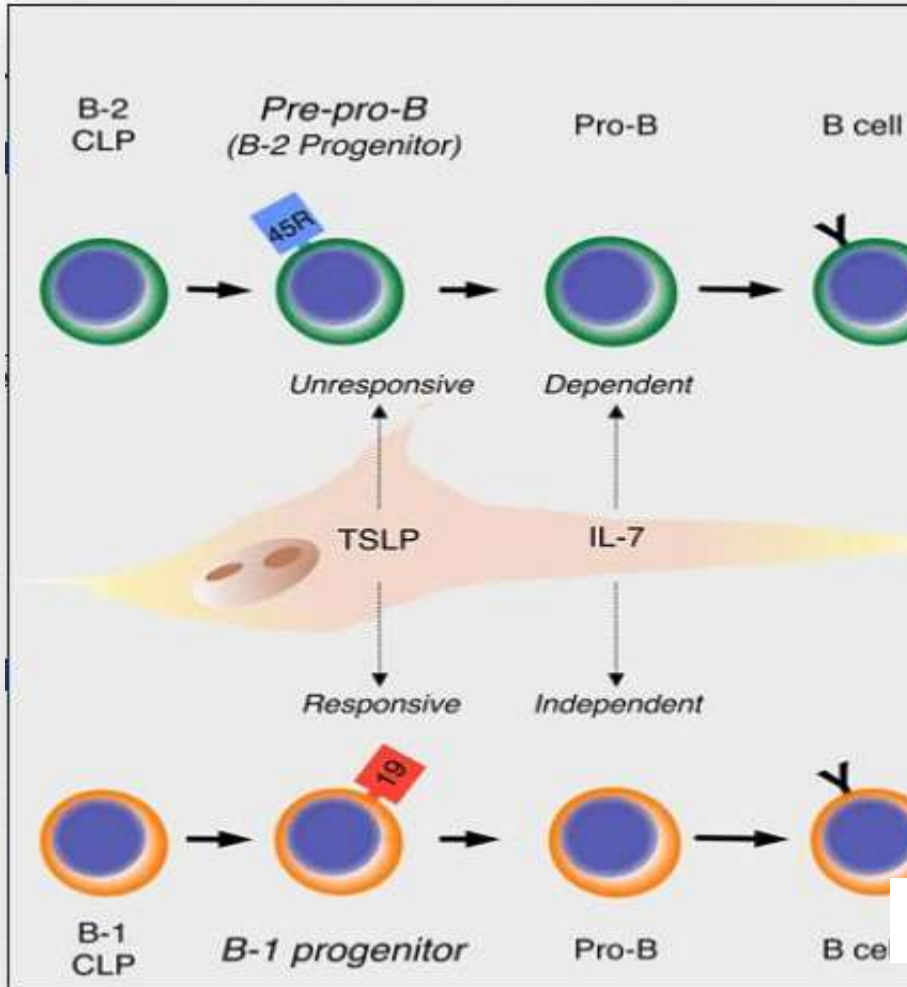 B-2
CLP
Pre-pro-B
(B-2 Progenitor)
Pro-B
B cell
45R
Unresponsive
Dependent
TSLP
IL-7
Responsive
Independent
19
B-1
CLP
B-1 progenitor
Pro-B
B cel